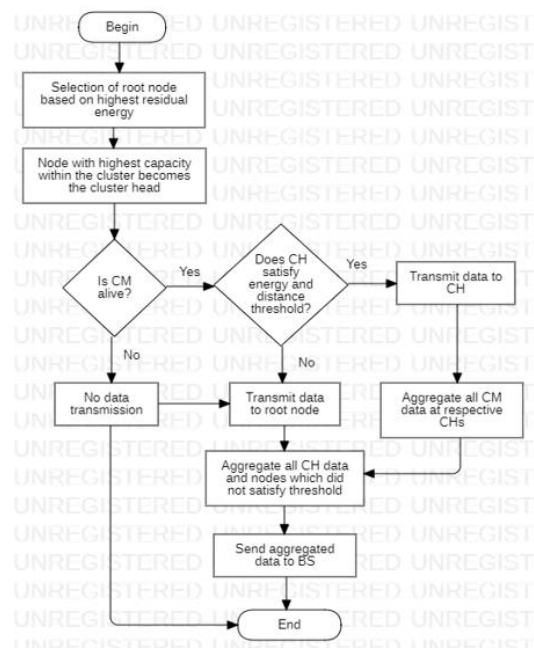 Begin
Selection of root node
based on highest residual
energy
Node with highest capacity
within the cluster becomes
the cluster head
Is CM
alive?
Yes
Does CH
satisfy
energy and
distance
threshold?
Yes
Transmit data to
CH
No
No
No data
transmission
Transmit data
to root node
Aggregate all CM
data at respective
CHs
Aggregate all CH data
and nodes which did
not satisfy threshold
Send aggregated
data to BS
End
UNREGISTERED